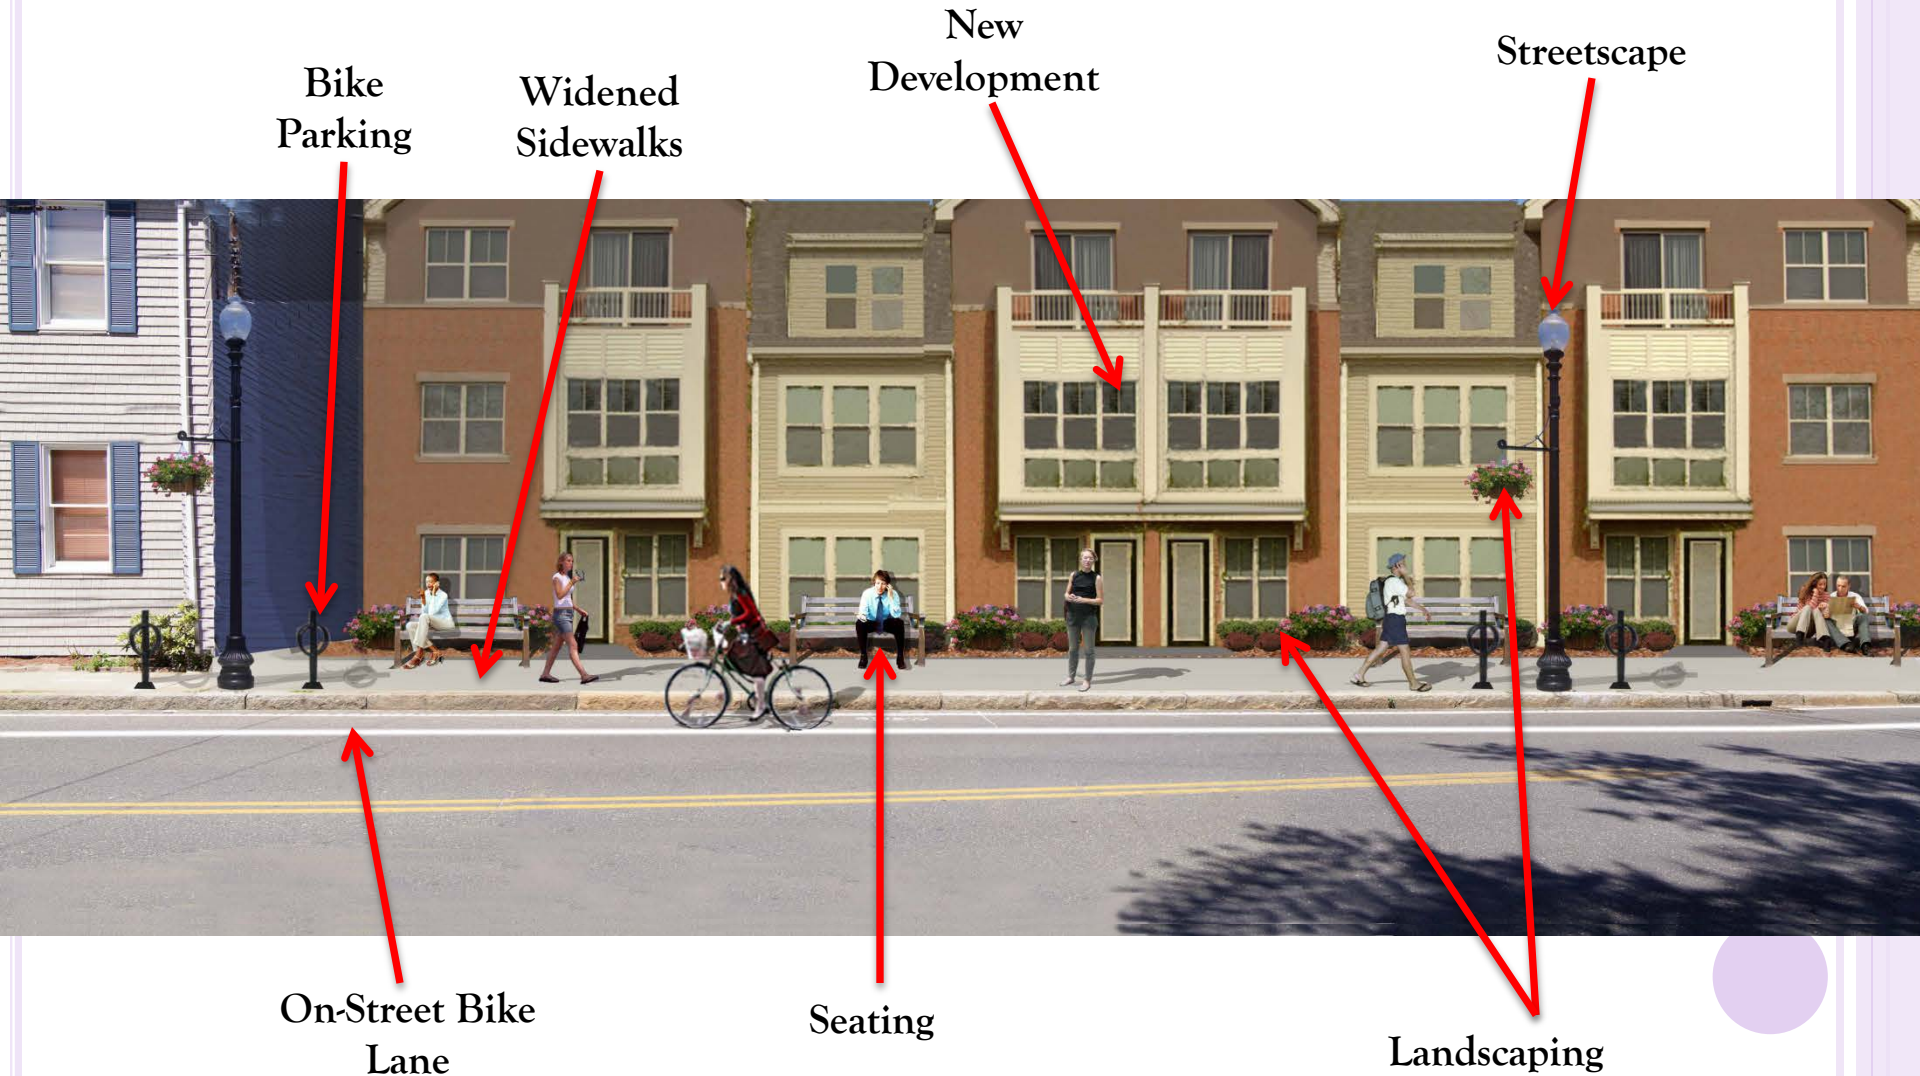 New
Development
Streetscape
Bike
Parking
Widened
Sidewalks
On-Street Bike
Lane
Seating
Landscaping